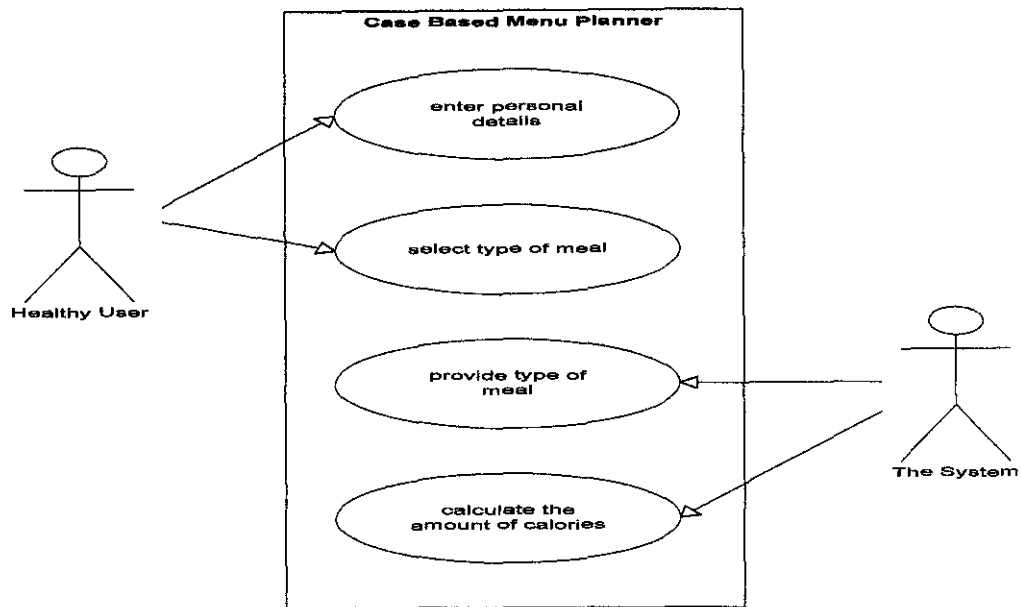 Case Based Menu Planner
enter personal
details
select type of meal
Healthy User
provide type of
meal
The System
calculate the
amount of calories